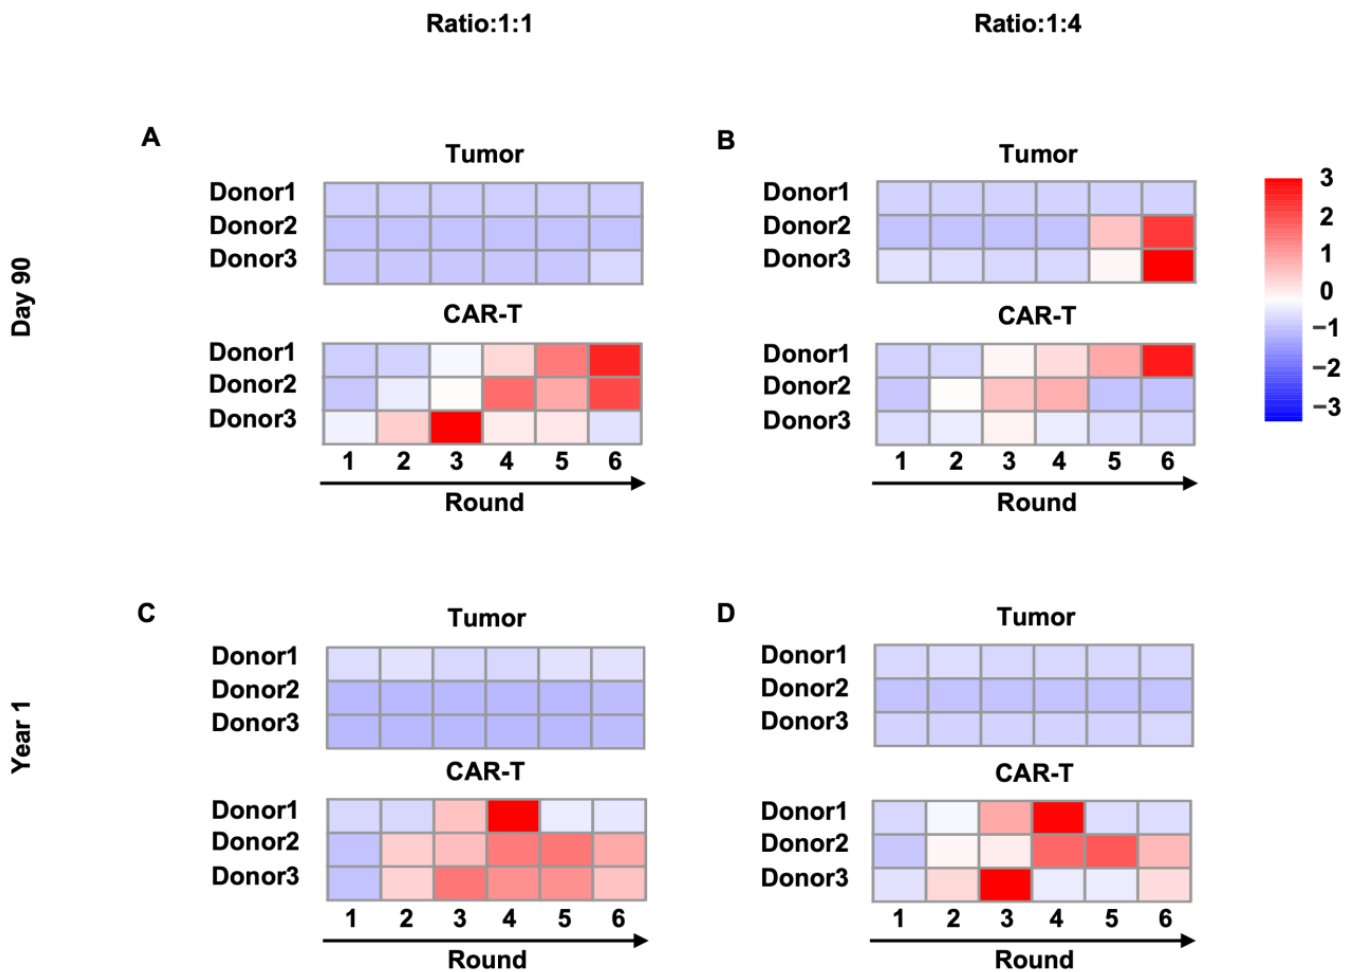 Ratio:1:1
Ratio:1:4
Day 90
A
Tumor
Donor1
Donor2
Donor3
CAR-T
Donor1
Donor2
Donor3
1 2 3 4 5 6
Round
B
Tumor
Donor1
Donor2
Donor3
CAR-T
Donor1
Donor2
Donor3
1 2 3 4 5 6
Round
3
2
1
0
−1
−2
−3
Year 1
C
Tumor
Donor1
Donor2
Donor3
CAR-T
Donor1
Donor2
Donor3
1 2 3 4 5 6
Round
D
Tumor
Donor1
Donor2
Donor3
CAR-T
Donor1
Donor2
Donor3
1 2 3 4 5 6
Round